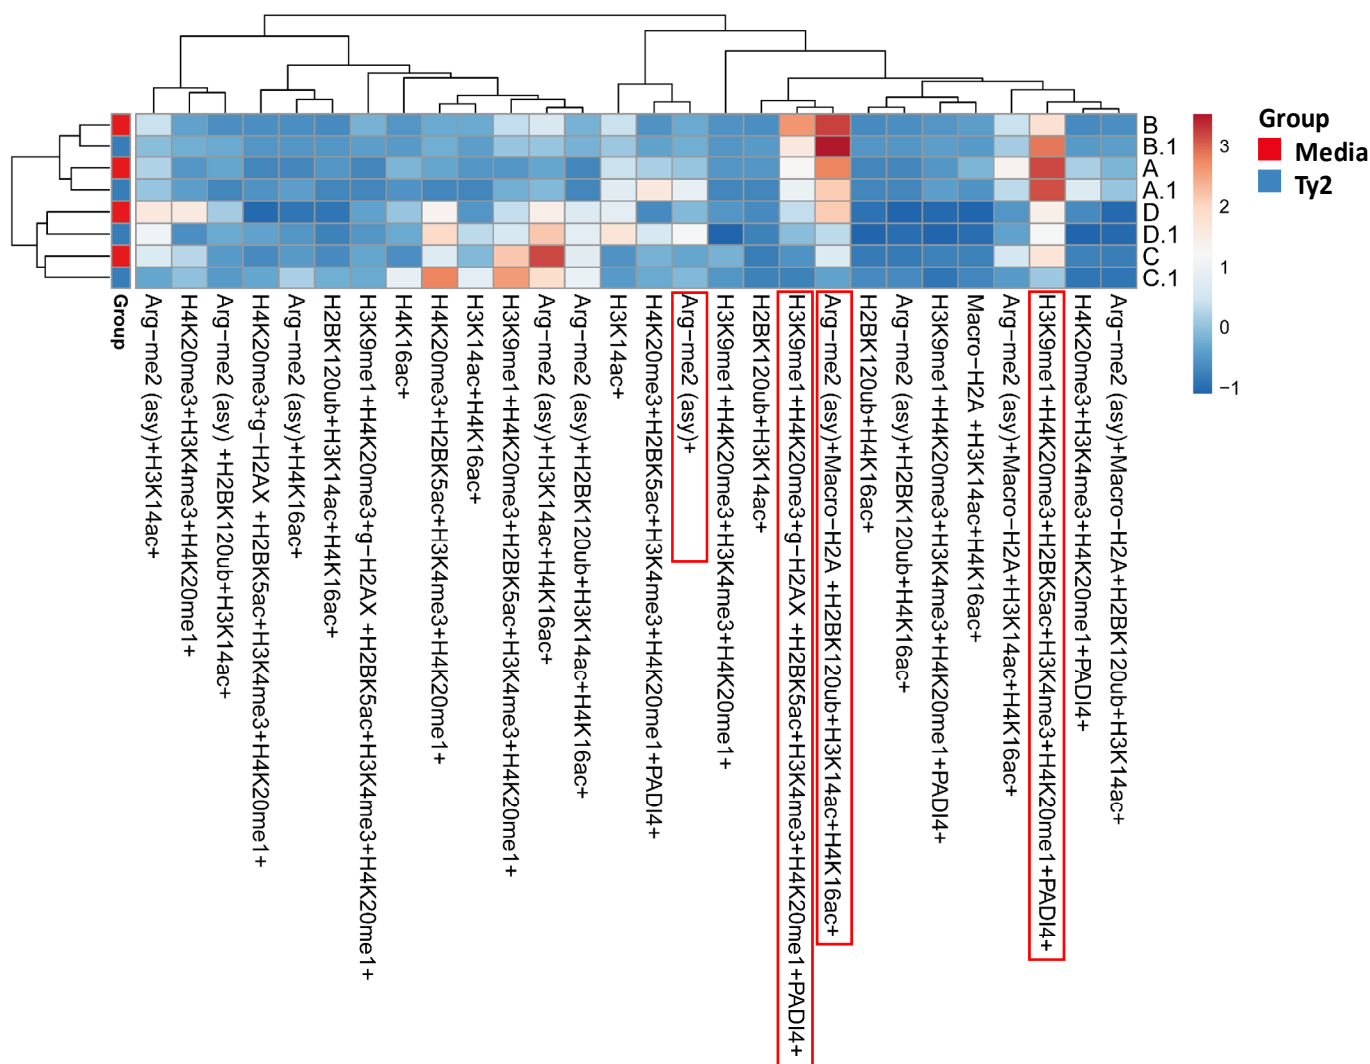 B
B.1
A
A.1
D
D.1
C
C.1
3
2
1
0
−1
Group
Media
Ty2
Group
Arg−me2 (asy)+H3K14ac+
H4K20me3+H3K4me3+H4K20me1+
Arg−me2 (asy) +H2BK120ub+H3K14ac+
H4K20me3+g−H2AX +H2BK5ac+H3K4me3+H4K20me1+
Arg−me2 (asy)+H4K16ac+
H2BK120ub+H3K14ac+H4K16ac+
H3K9me1+H4K20me3+g−H2AX +H2BK5ac+H3K4me3+H4K20me1+
H4K16ac+
H4K20me3+H2BK5ac+H3K4me3+H4K20me1+
H3K14ac+H4K16ac+
H3K9me1+H4K20me3+H2BK5ac+H3K4me3+H4K20me1+
Arg−me2 (asy)+H3K14ac+H4K16ac+
Arg−me2 (asy)+H2BK120ub+H3K14ac+H4K16ac+
H3K14ac+
H4K20me3+H2BK5ac+H3K4me3+H4K20me1+PADI4+
Arg−me2 (asy)+
H3K9me1+H4K20me3+H3K4me3+H4K20me1+
H2BK120ub+H3K14ac+
H3K9me1+H4K20me3+g−H2AX +H2BK5ac+H3K4me3+H4K20me1+PADI4+
Arg−me2 (asy)+Macro−H2A +H2BK120ub+H3K14ac+H4K16ac+
H2BK120ub+H4K16ac+
Arg−me2 (asy)+H2BK120ub+H4K16ac+
H3K9me1+H4K20me3+H3K4me3+H4K20me1+PADI4+
Macro−H2A +H3K14ac+H4K16ac+
Arg−me2 (asy)+Macro−H2A+H3K14ac+H4K16ac+
H3K9me1+H4K20me3+H2BK5ac+H3K4me3+H4K20me1+PADI4+
H4K20me3+H3K4me3+H4K20me1+PADI4+
Arg−me2 (asy)+Macro−H2A+H2BK120ub+H3K14ac+